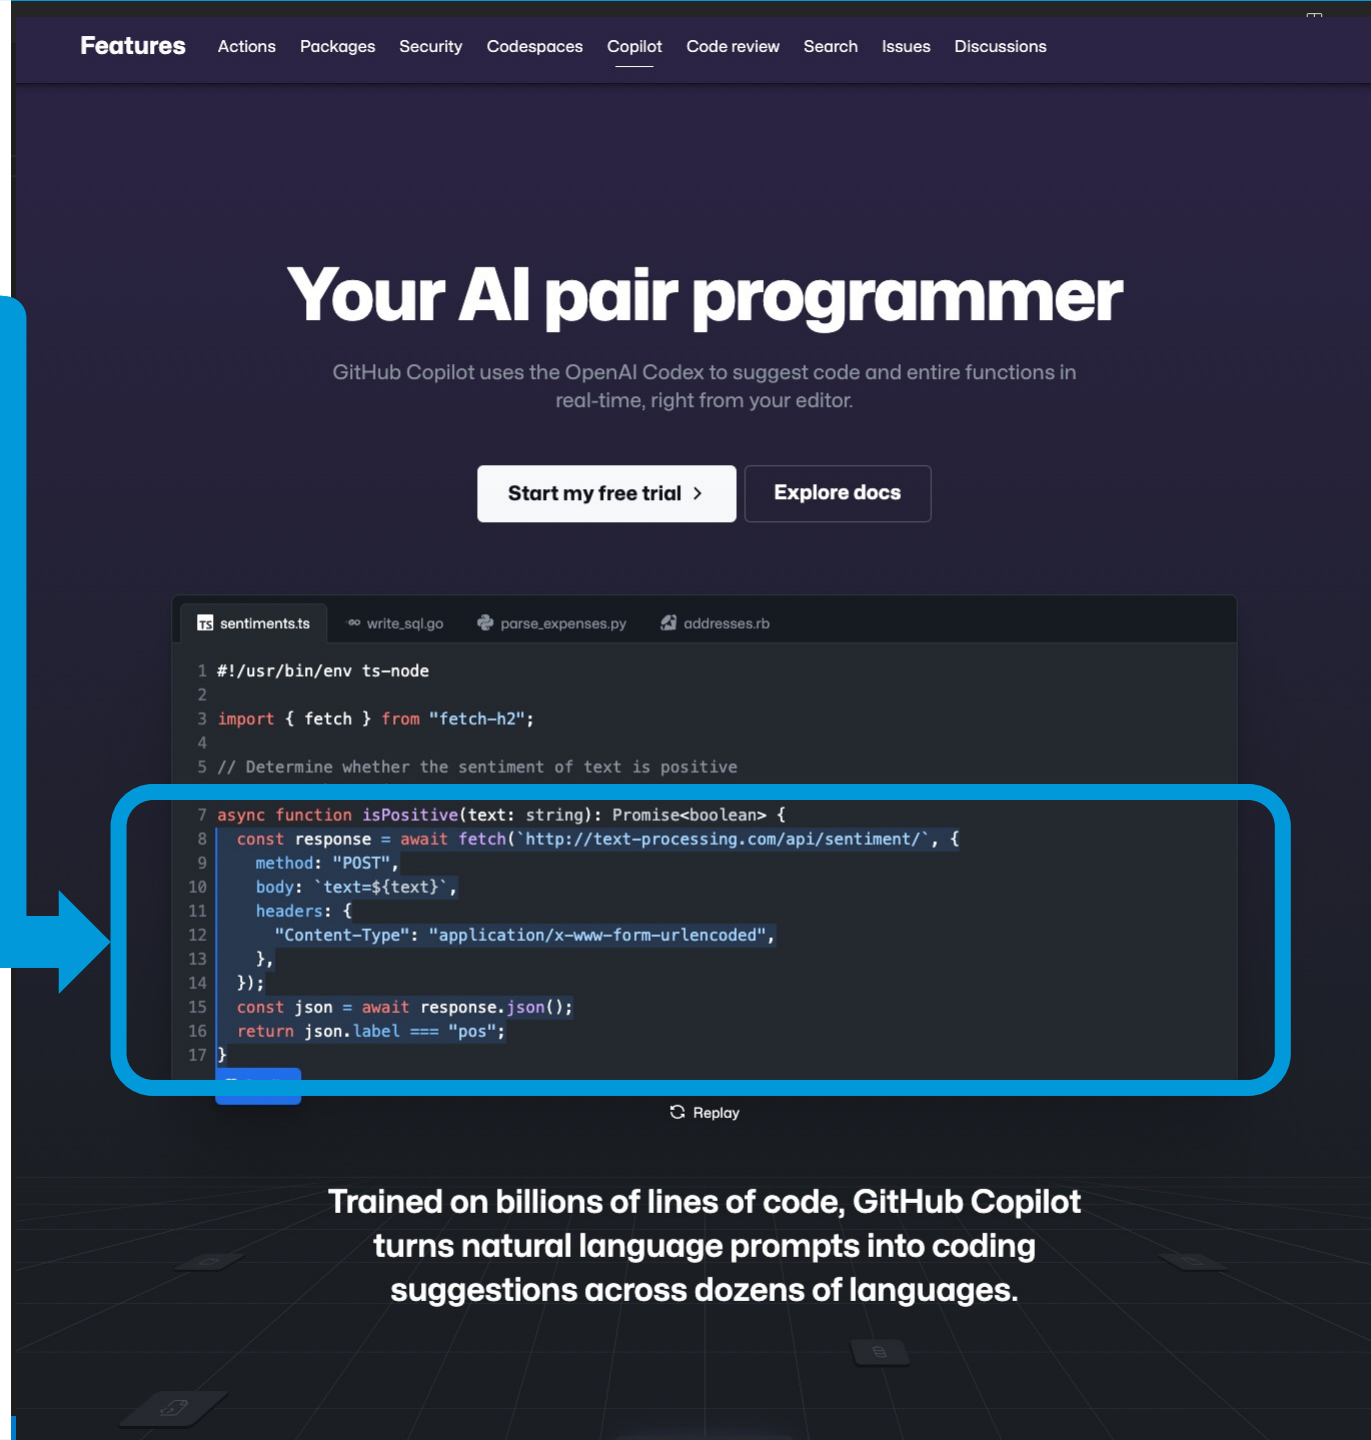 Features Actions Packages Security Codespaces Copilot Code review Search Issues Discussions
Your AI pair programmer
GitHub Copilot uses the OpenAI Codex to suggest code and entire functions in
real-time, right from your editor.
Start my free trial >
Explore docs
TS sentiments.ts GO write_sql.go parse_expenses.py addresses.rb
1 #!/usr/bin/env ts-node
2
3 import { fetch } from "fetch-h2";
4
5 // Determine whether the sentiment of text is positive
7 async function isPositive(text: string): Promise<boolean> {
8   const response = await fetch(`http://text-processing.com/api/sentiment/`, {
9     method: "POST",
10     body: `text=${text}`,
11     headers: {
12       "Content-Type": "application/x-www-form-urlencoded",
13     },
14   });
15   const json = await response.json();
16   return json.label === "pos";
17 }
Replay
Trained on billions of lines of code, GitHub Copilot
turns natural language prompts into coding
suggestions across dozens of languages.